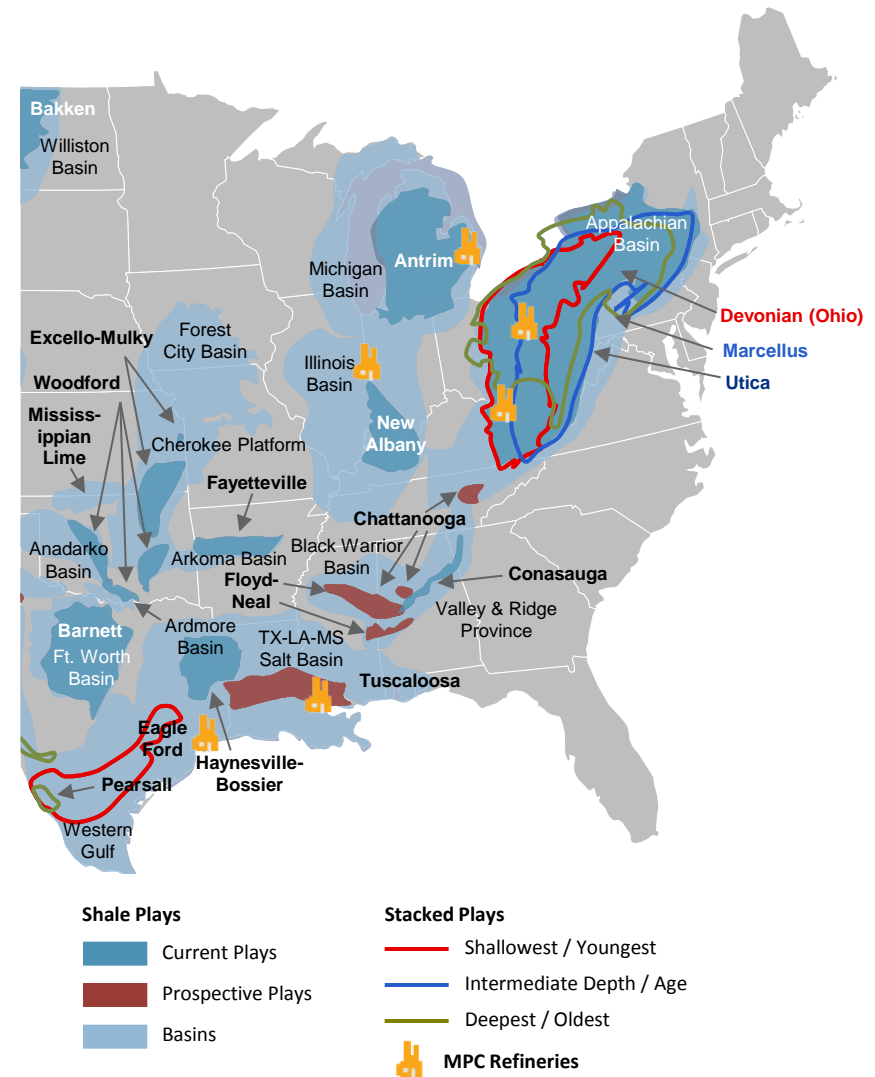 Bakken
Williston
Basin
Appalachian
Basin
Antrim
Michigan
Basin
Devonian (Ohio)
Marcellus
Utica
Excello-Mulky
Forest
City Basin
Illinois
Basin
Woodford
Mississ-
ippian
Lime
New
Albany
Cherokee Platform
Fayetteville
Chattanooga
Anadarko
Basin
Arkoma Basin
Black Warrior
Basin
Floyd-
Neal
Conasauga
Valley & Ridge
Province
Barnett
Ft. Worth
Basin
Ardmore
Basin
TX-LA-MS
Salt Basin
Tuscaloosa
Eagle
Ford
Haynesville-
Bossier
Pearsall
Western
Gulf
Shale Plays
Current Plays
Prospective Plays
Basins
Stacked Plays
Shallowest / Youngest
Intermediate Depth / Age
Deepest / Oldest
MPC Refineries